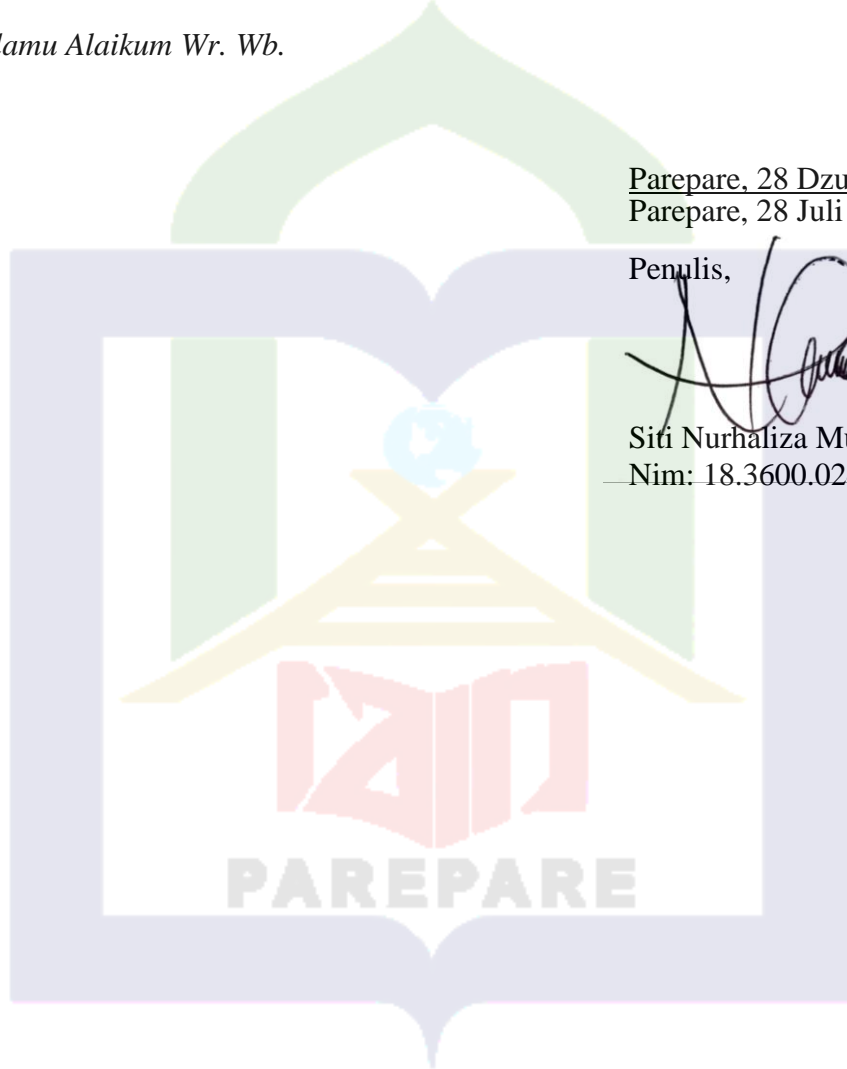 lamu Alaikum Wr. Wb.
Parepare, 28 Dzu
Parepare, 28 Juli
Penulis,
Siti Nurhaliza Mu
Nim: 18.3600.02
iain
PAREPARE